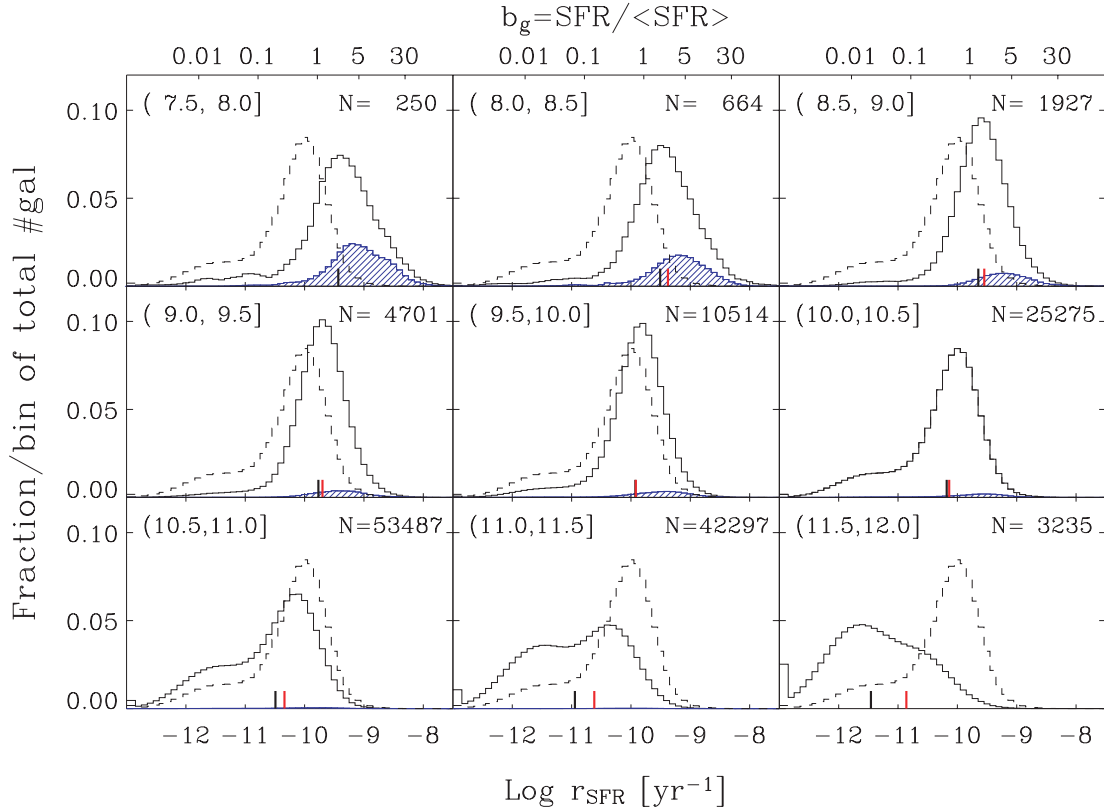 b_g=SFR/<SFR>
0.01 0.1 1 5 30 0.01 0.1 1 5 30 0.01 0.1 1 5 30
Fraction/bin of total #gal
0.10
0.05
0.00
( 7.5, 8.0] N= 250
( 8.0, 8.5] N= 664
( 8.5, 9.0] N= 1927
0.10
0.05
0.00
( 9.0, 9.5] N= 4701
( 9.5,10.0] N=10514
(10.0,10.5] N=25275
0.10
0.05
0.00
(10.5,11.0] N=53487
(11.0,11.5] N=42297
(11.5,12.0] N= 3235
−12 −11 −10 −9 −8 −12 −11 −10 −9 −8 −12 −11 −10 −9 −8
Log r_SFR [yr⁻¹]